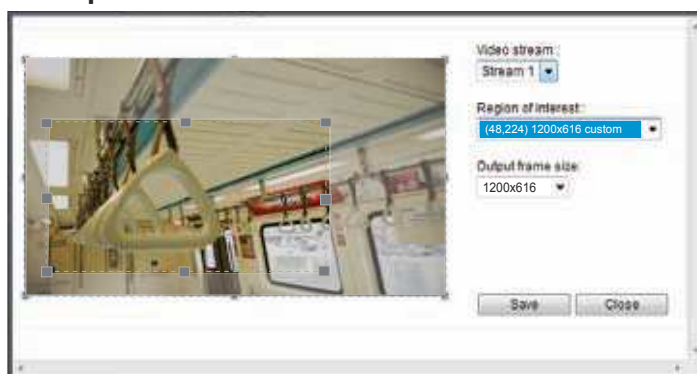 Video stream:
Stream 1
Region of interest:
(48,224) 1200x616 custom
Output frame size:
1200x616
Save
Close